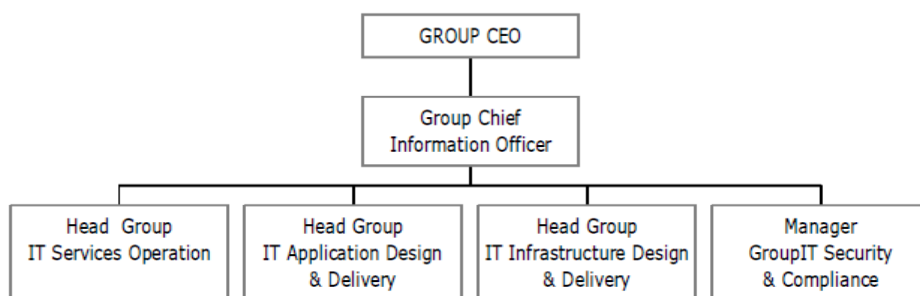 GROUP CEO
Group Chief
Information Officer
Head Group
IT Services Operation
Head Group
IT Application Design
& Delivery
Head Group
IT Infrastructure Design
& Delivery
Manager
GroupIT Security
& Compliance